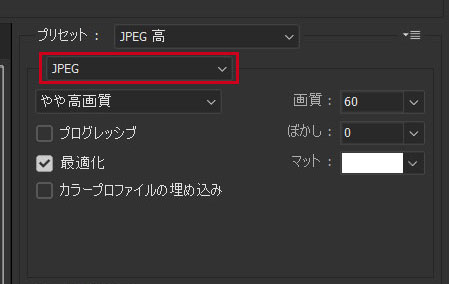 プリセット： JPEG 高
JPEG
やや高画質 画質： 60
プログレッシブ ぼかし： 0
最適化 マット：
カラープロファイルの埋め込み